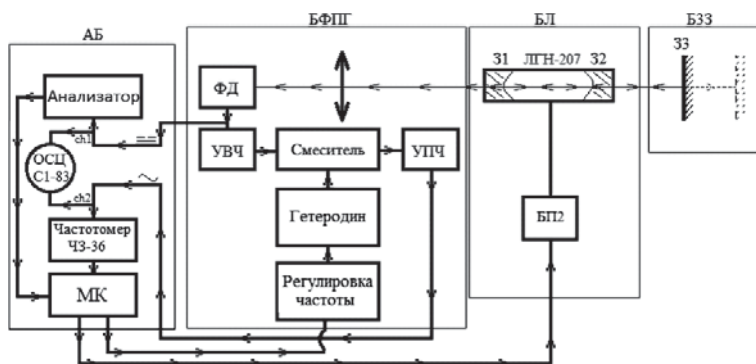 АБ
БФПГ
БЛ
БЗЗ
З1 ЛГН-207 З2
З3
Анализатор
ФД
ch1
==
ОСЦ
С1-83
УВЧ
Смеситель
УПЧ
~
ch2
Частотомер
ЧЗ-36
Гетеродин
БП2
МК
Регулировка
частоты